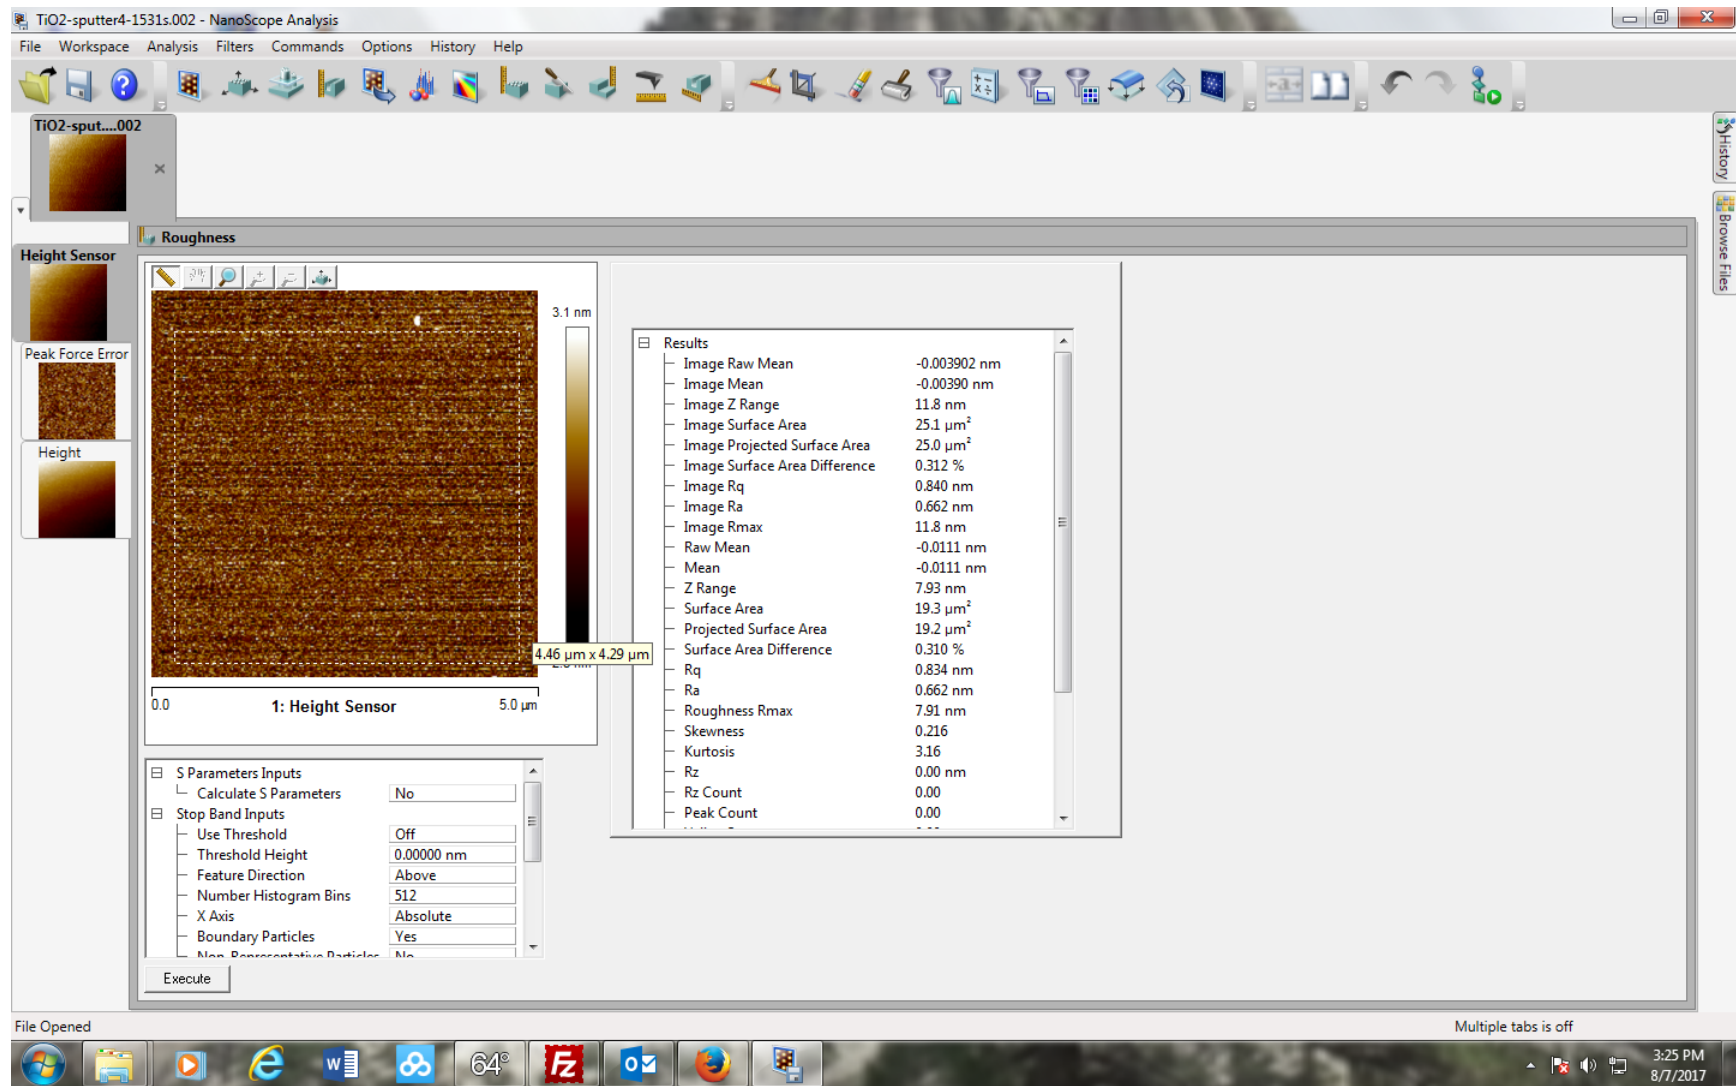 TiO2-sputter4-1531s.002 - NanoScope Analysis
File Workspace Analysis Filters Commands Options History Help
TiO2-sput....002
History
Browse Files
Roughness
Height Sensor
Peak Force Error
Height
3.1 nm
4.46 µm x 4.29 µm
0.0 1: Height Sensor 5.0 µm
Results
Image Raw Mean -0.003902 nm
Image Mean -0.00390 nm
Image Z Range 11.8 nm
Image Surface Area 25.1 µm²
Image Projected Surface Area 25.0 µm²
Image Surface Area Difference 0.312 %
Image Rq 0.840 nm
Image Ra 0.662 nm
Image Rmax 11.8 nm
Raw Mean -0.0111 nm
Mean -0.0111 nm
Z Range 7.93 nm
Surface Area 19.3 µm²
Projected Surface Area 19.2 µm²
Surface Area Difference 0.310 %
Rq 0.834 nm
Ra 0.662 nm
Roughness Rmax 7.91 nm
Skewness 0.216
Kurtosis 3.16
Rz 0.00 nm
Rz Count 0.00
Peak Count 0.00
S Parameters Inputs
Calculate S Parameters No
Stop Band Inputs
Use Threshold Off
Threshold Height 0.00000 nm
Feature Direction Above
Number Histogram Bins 512
X Axis Absolute
Boundary Particles Yes
Non-Representative Particles No
Execute
File Opened
Multiple tabs is off
64°
3:25 PM
8/7/2017